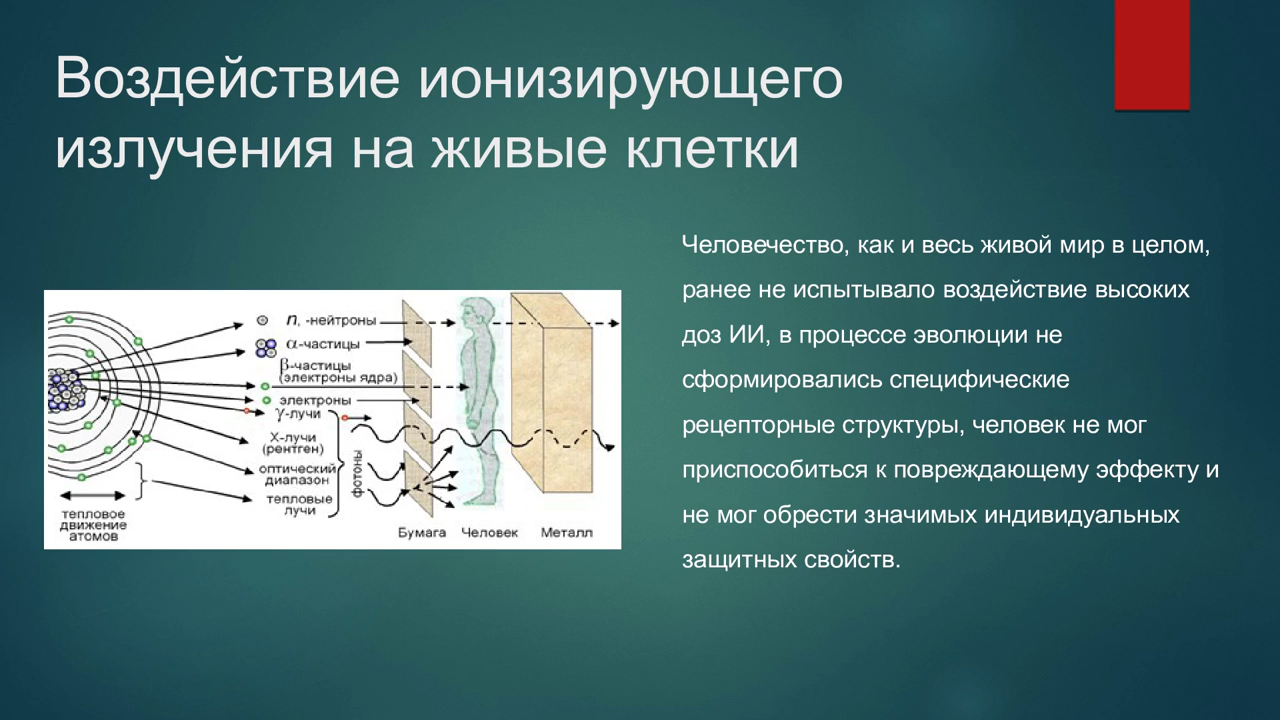 Воздействие ионизирующего
излучения на живые клетки
Человечество, как и весь живой мир в целом,
ранее не испытывало воздействие высоких
доз ИИ, в процессе эволюции не
сформировались специфические
рецепторные структуры, человек не мог
приспособиться к повреждающему эффекту и
не мог обрести значимых индивидуальных
защитных свойств.
n, -нейтроны
α-частицы
β-частицы
(электроны ядра)
электроны
γ-лучи
Х-лучи
(рентген)
оптический
диапазон
тепловые
лучи
фотоны
тепловое
движение
атомов
Бумага
Человек
Металл